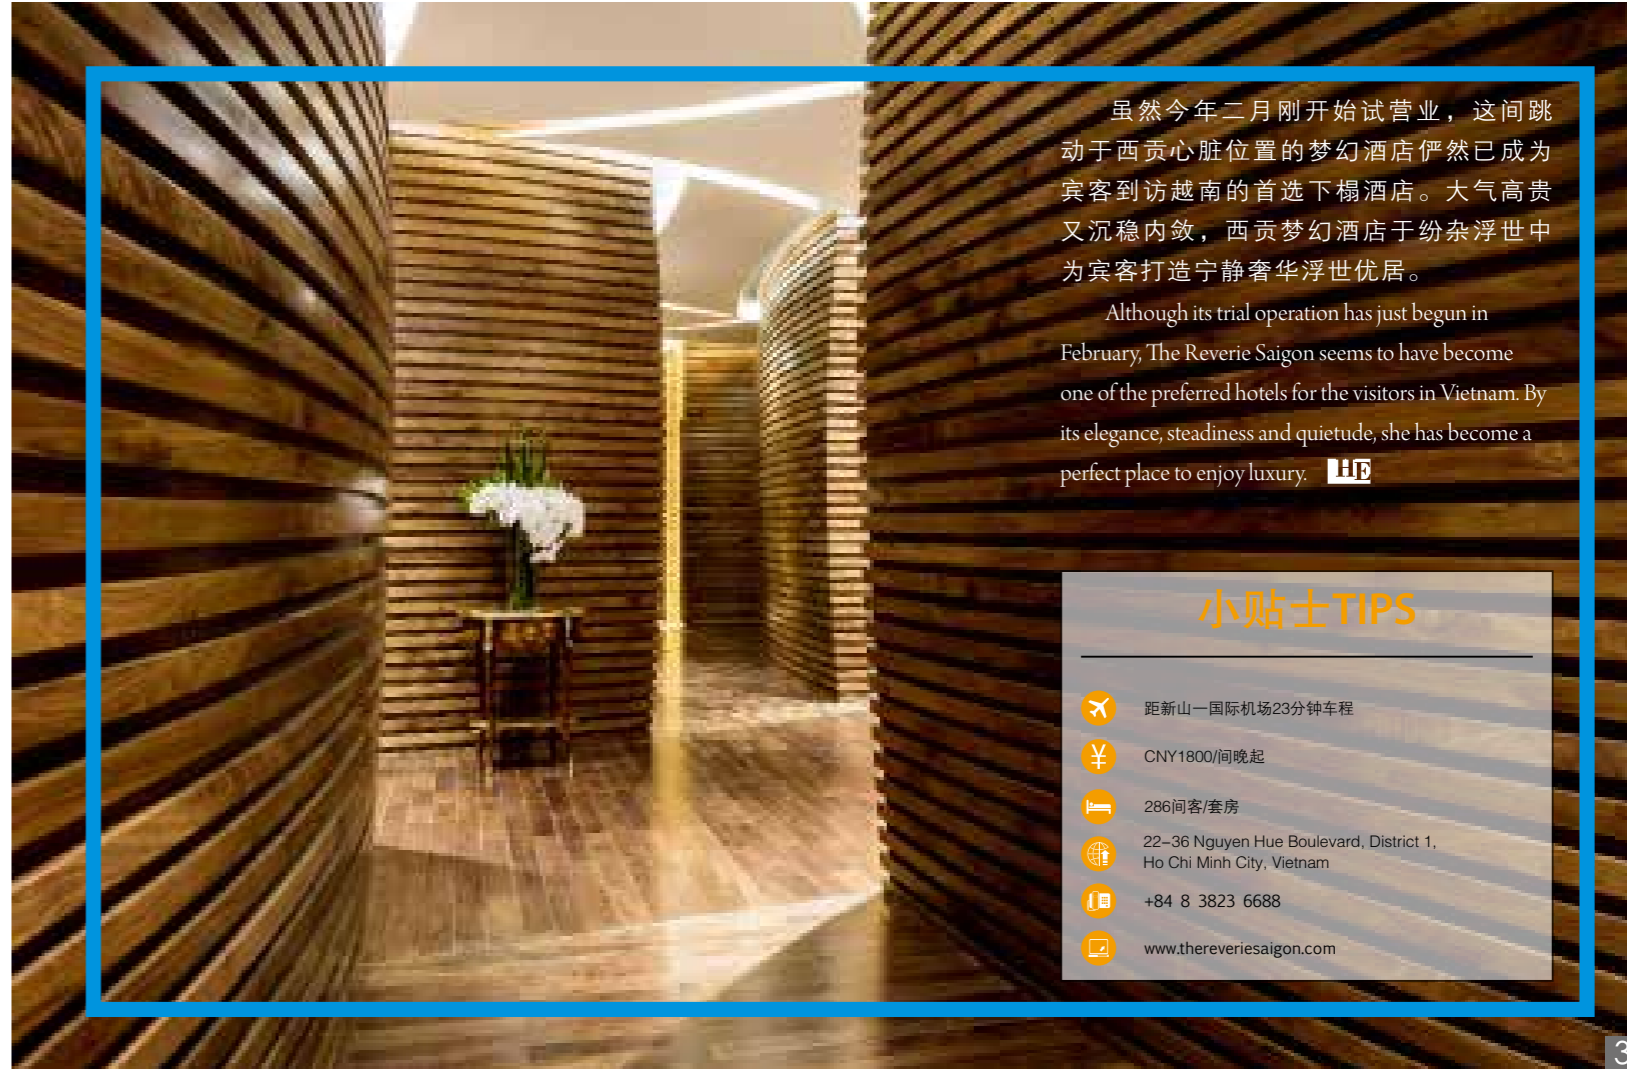 虽然今年二月刚开始试营业，这间跳
动于西贡心脏位置的梦幻酒店俨然已成为
宾客到访越南的首选下榻酒店。大气高贵
又沉稳内敛，西贡梦幻酒店于纷杂浮世中
为宾客打造宁静奢华浮世优居。
Although its trial operation has just begun in
February, The Reverie Saigon seems to have become
one of the preferred hotels for the visitors in Vietnam. By
its elegance, steadiness and quietude, she has become a
perfect place to enjoy luxury. HE
小贴士TIPS
距新山一国际机场23分钟车程
¥
CNY1800/间晚起
286间客/套房
22-36 Nguyen Hue Boulevard, District 1,
Ho Chi Minh City, Vietnam
+84 8 3823 6688
www.thereveriesaigon.com
3